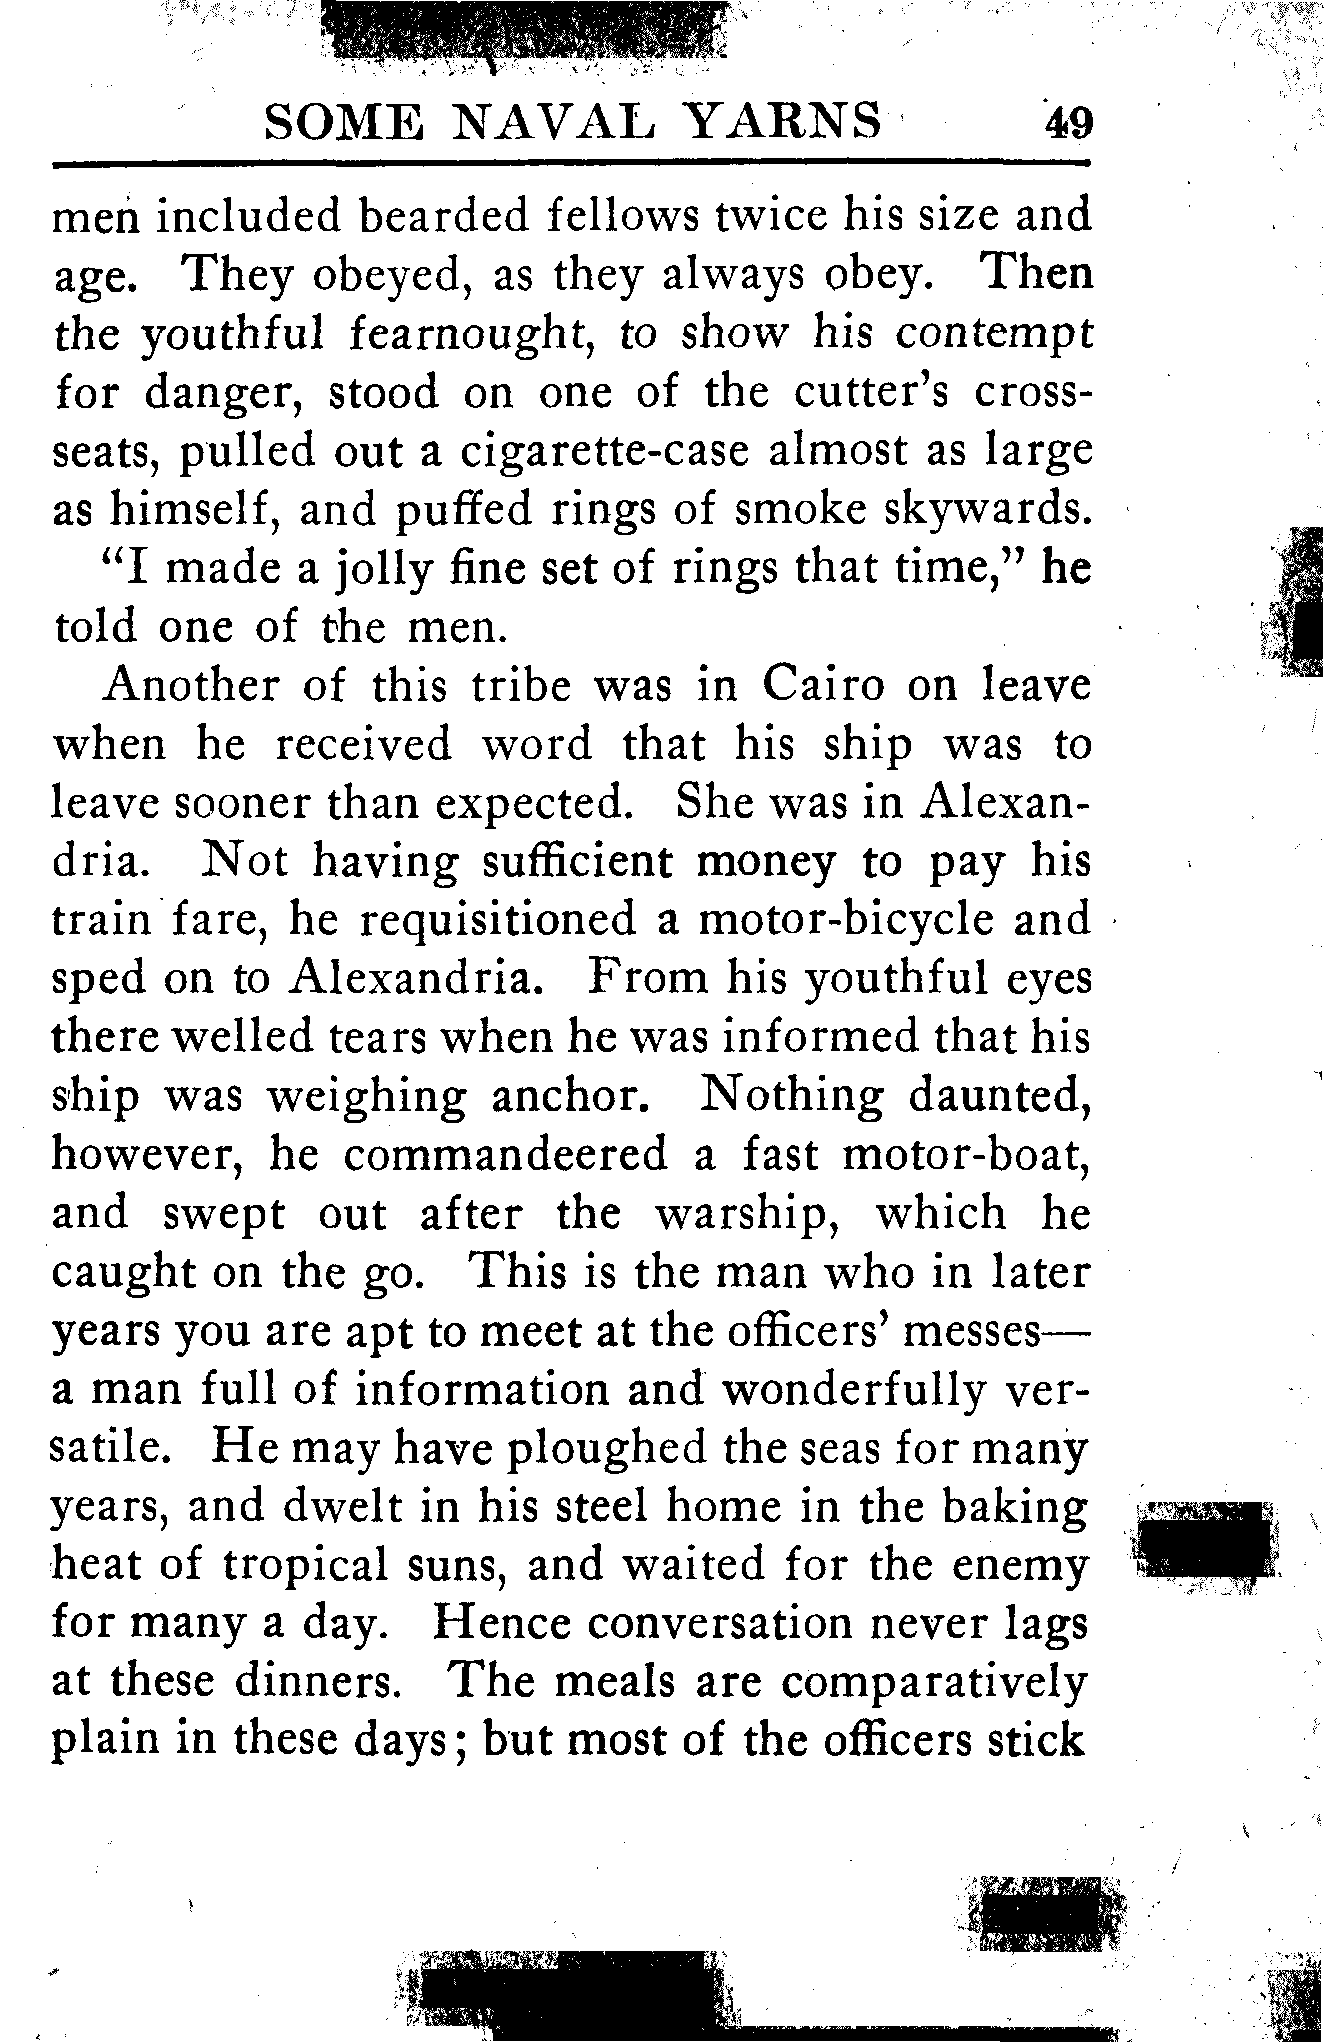 SOME NAVAL YARNS 49
men included bearded fellows twice his size and
age. They obeyed, as they always obey. Then
the youthful fearnought, to show his contempt
for danger, stood on one of the cutter's cross-
seats, pulled out a cigarette-case almost as large
as himself, and puffed rings of smoke skywards.
"I made a jolly fine set of rings that time," he
told one of the men.
Another of this tribe was in Cairo on leave
when he received word that his ship was to
leave sooner than expected. She was in Alexan-
dria. Not having sufficient money to pay his
train fare, he requisitioned a motor-bicycle and
sped on to Alexandria. From his youthful eyes
there welled tears when he was informed that his
ship was weighing anchor. Nothing daunted,
however, he commandeered a fast motor-boat,
and swept out after the warship, which he
caught on the go. This is the man who in later
years you are apt to meet at the officers' messes—
a man full of information and wonderfully ver-
satile. He may have ploughed the seas for many
years, and dwelt in his steel home in the baking
heat of tropical suns, and waited for the enemy
for many a day. Hence conversation never lags
at these dinners. The meals are comparatively
plain in these days; but most of the officers stick